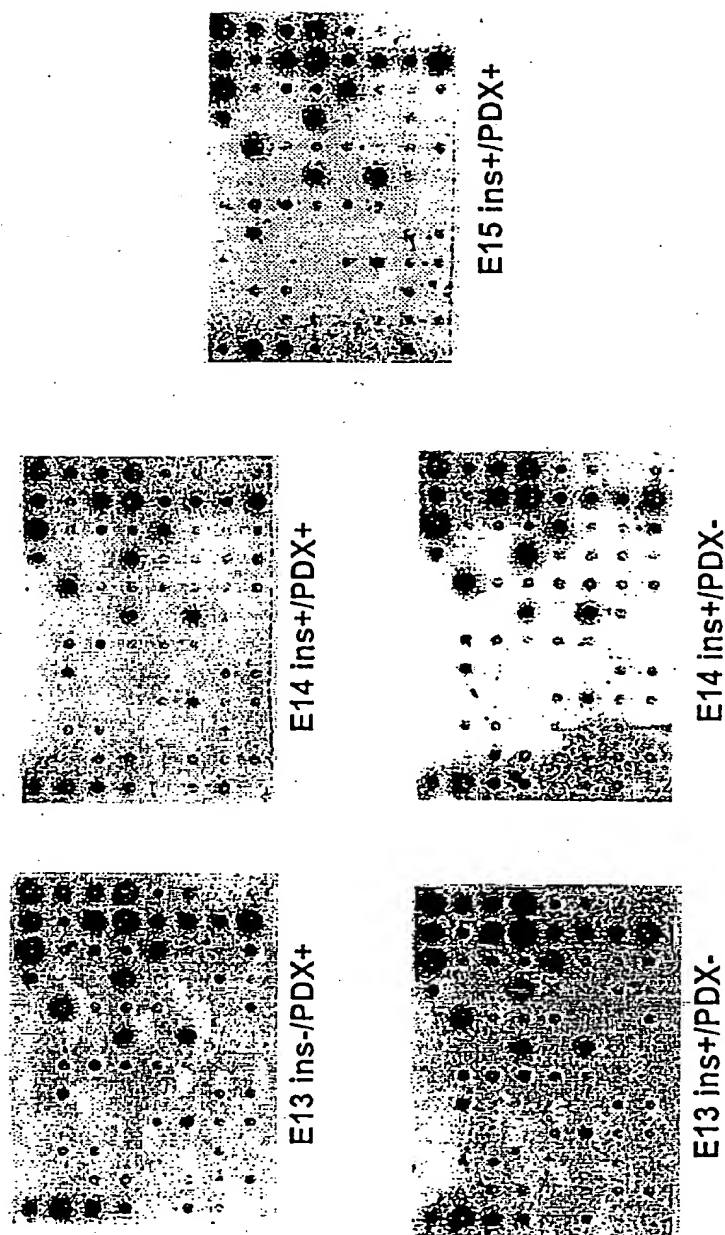 E15 ins+/PDX+
E14 ins+/PDX+
E14 ins+/PDX-
E13 ins-/PDX+
E13 ins+/PDX-